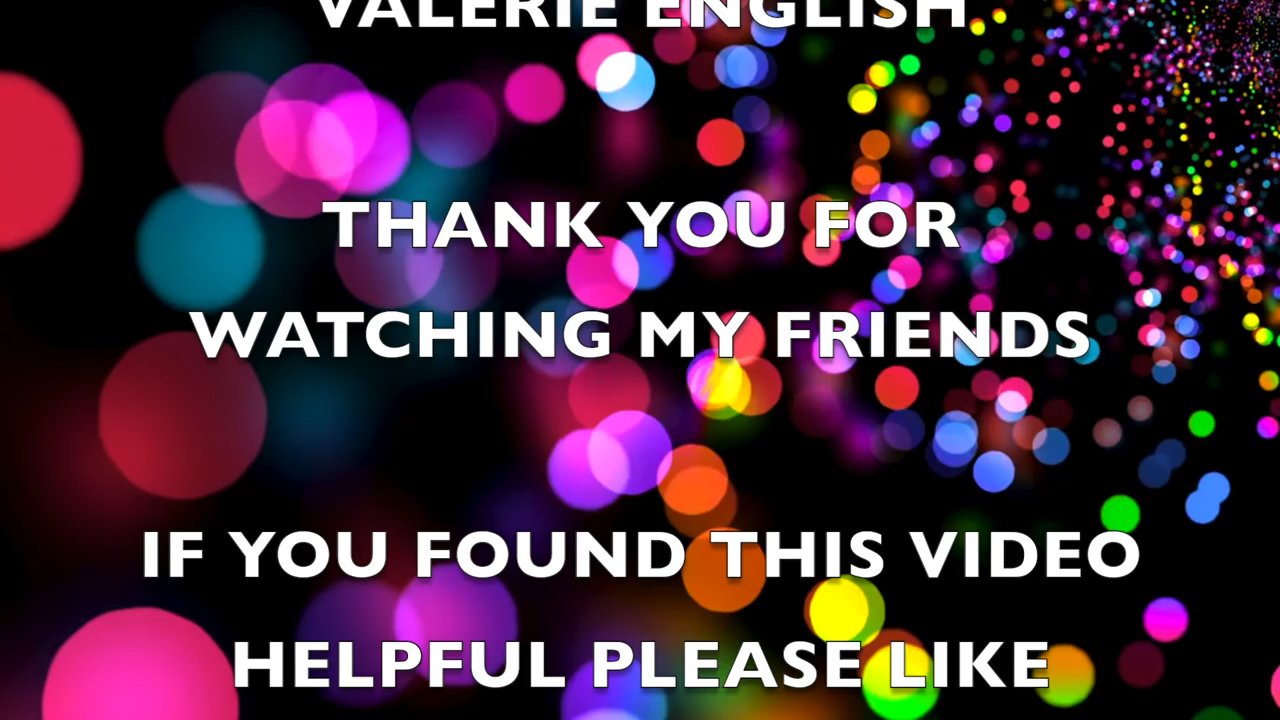 VALERIE ENGLISH
THANK YOU FOR
WATCHING MY FRIENDS
IF YOU FOUND THIS VIDEO
HELPFUL PLEASE LIKE